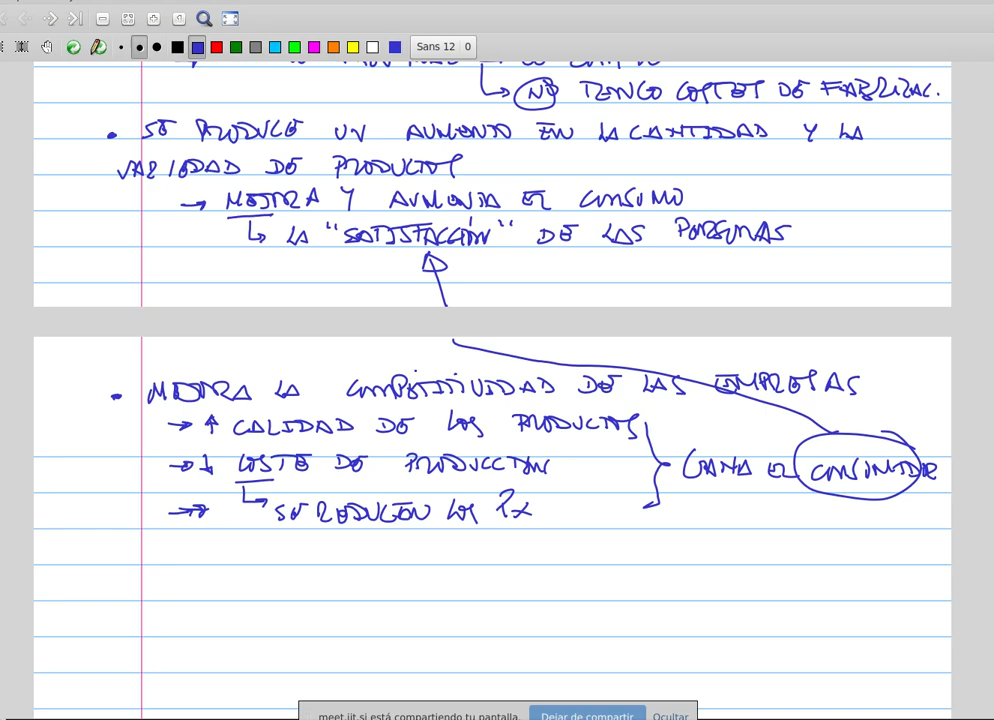 Sans 12 0
NO TENGO COSTES DE FABRICAC.
• SE PRODUCE UN AUMENTO EN LA CANTIDAD Y LA
VARIEDAD DE PRODUCTOS
→ MEJORA Y AUMENTA EL CONSUMO
↳ LA "SATISFACCIÓN" DE LAS PERSONAS
• MEJORA LA COMPETITIVIDAD DE LAS EMPRESAS
→ ↑ CALIDAD DE LOS PRODUCTOS
→ ↓ COSTE DE PRODUCCION GANA EL CONSUMIDOR
→ SE REDUCEN LOS Px
meet.jit.si está compartiendo tu pantalla. Dejar de compartir Ocultar